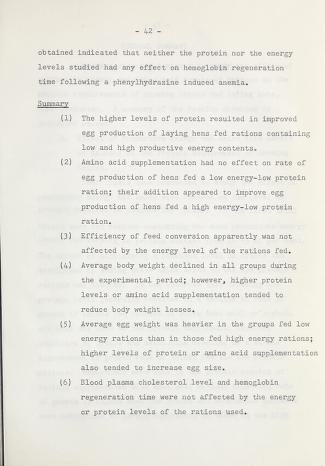 - 42 -
obtained indicated that neither the protein nor the energy
levels studied had any effect on hemoglobim regeneration
time following a phenylhydrasine induced anemia.
Summary
(1) The higher levels of protein resulted in improved
egg production of laying hens fed rations containing
low and high productive energy contents.
(2) Amino acid supplementation had no effect on rate of
egg production of hens fed a low energy-low protein
ration; their addition appeared to improve egg
production of hens fed a high energy-low protein
ration.
(3) Efficiency of feed conversion apparently was not
affected by the energy level of the rations fed.
(4) Average body weight declined in all groups during
the experimental period; however, higher protein
levels or amino acid supplementation tended to
reduce body weight losses.
(5) Average egg weight was heavier in the groups fed low
energy rations than in those fed high energy rations;
higher levels of protein or amino acid supplementation
also tended to increase egg size.
(6) Blood plasma cholesterol level and hemoglobin
regeneration time were not affected by the energy
or protein levels of the rations used.